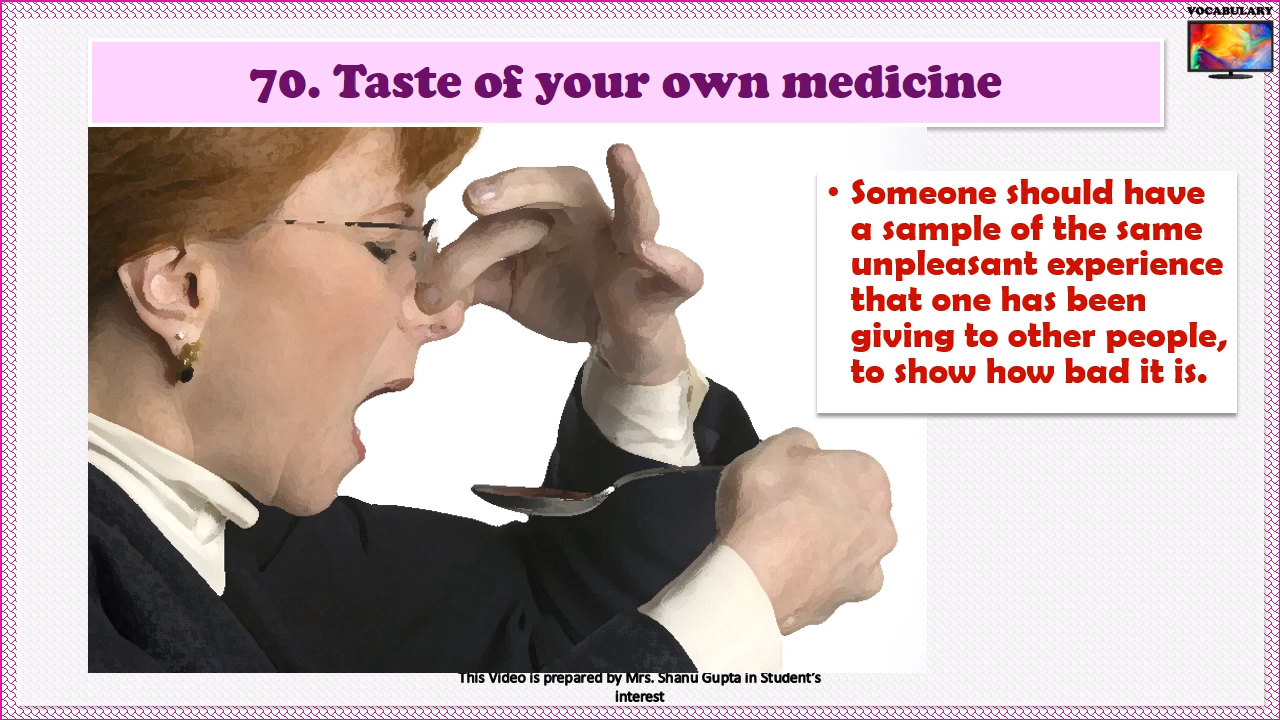 VOCABULARY
70. Taste of your own medicine
• Someone should have
a sample of the same
unpleasant experience
that one has been
giving to other people,
to show how bad it is.
This Video is prepared by Mrs. Shanu Gupta in Student's
interest